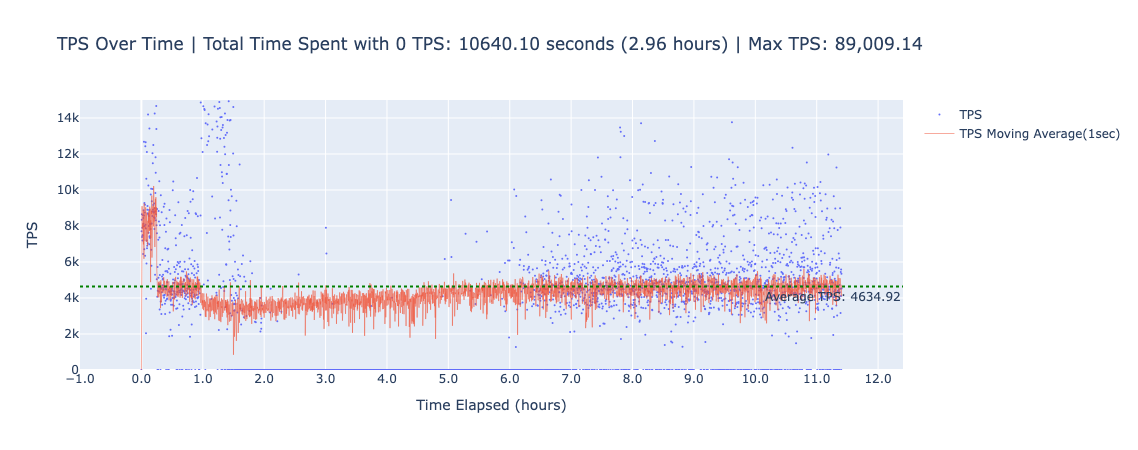 TPS Over Time | Total Time Spent with 0 TPS: 10640.10 seconds (2.96 hours) | Max TPS: 89,009.14
TPS
TPS Moving Average(1sec)
14k
12k
10k
8k
6k
4k
2k
0
TPS
Average TPS: 4634.92
−1.0 0.0 1.0 2.0 3.0 4.0 5.0 6.0 7.0 8.0 9.0 10.0 11.0 12.0
Time Elapsed (hours)